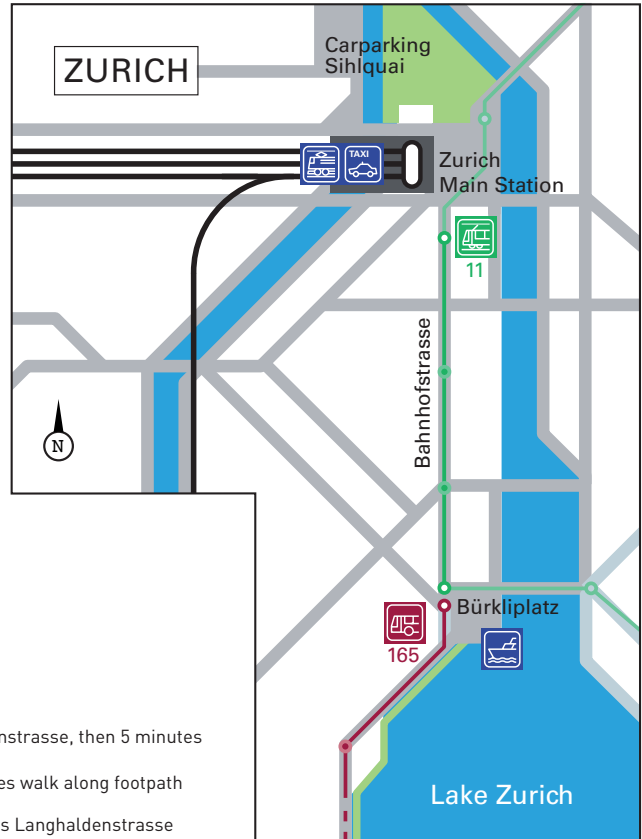 ZURICH
Carparking
Sihlquai
TAXI
Zurich
Main Station
11
Bahnhofstrasse
N
Bürkliplatz
165
nstrasse, then 5 minutes
es walk along footpath
s Langhaldenstrasse
Lake Zurich